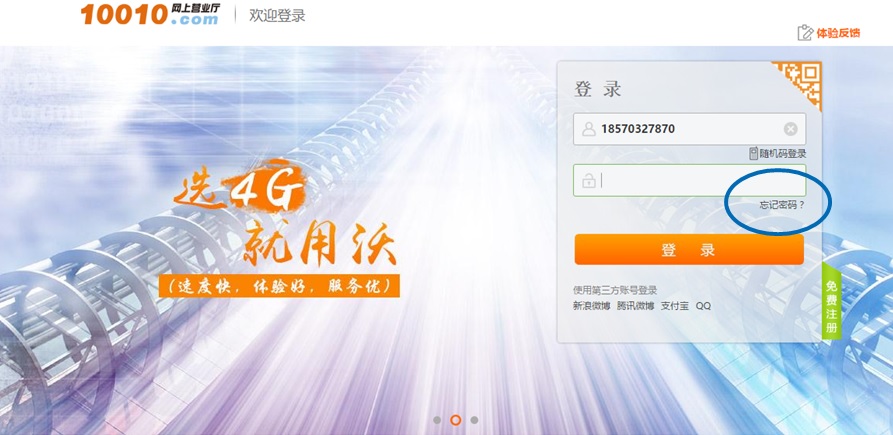 10010 网上营业厅
.com
欢迎登录
体验反馈
选4G
就用沃
(速度快，体验好，服务优)
登 录
18570327870
随机码登录
忘记密码？
登 录
使用第三方账号登录
新浪微博 腾讯微博 支付宝 QQ
免费注册